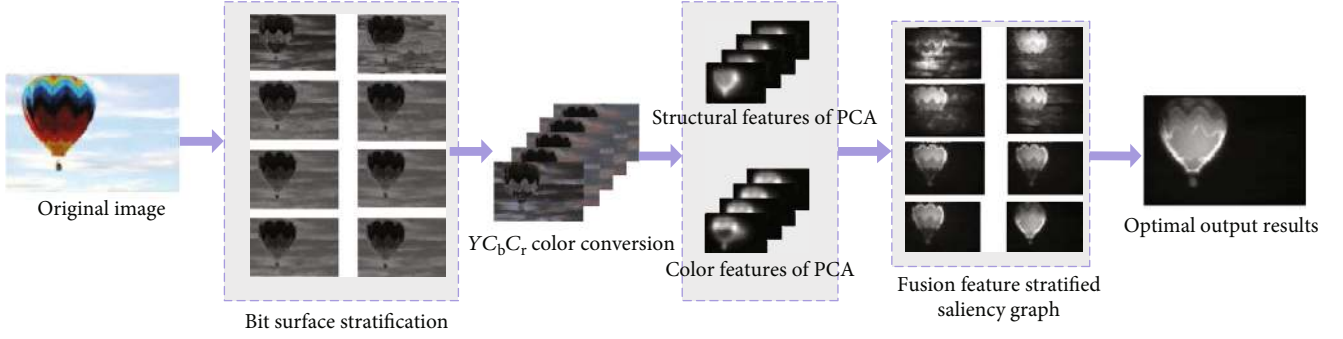 Original image
Bit surface stratification
YCbCr color conversion
Structural features of PCA
Color features of PCA
Fusion feature stratified
saliency graph
Optimal output results